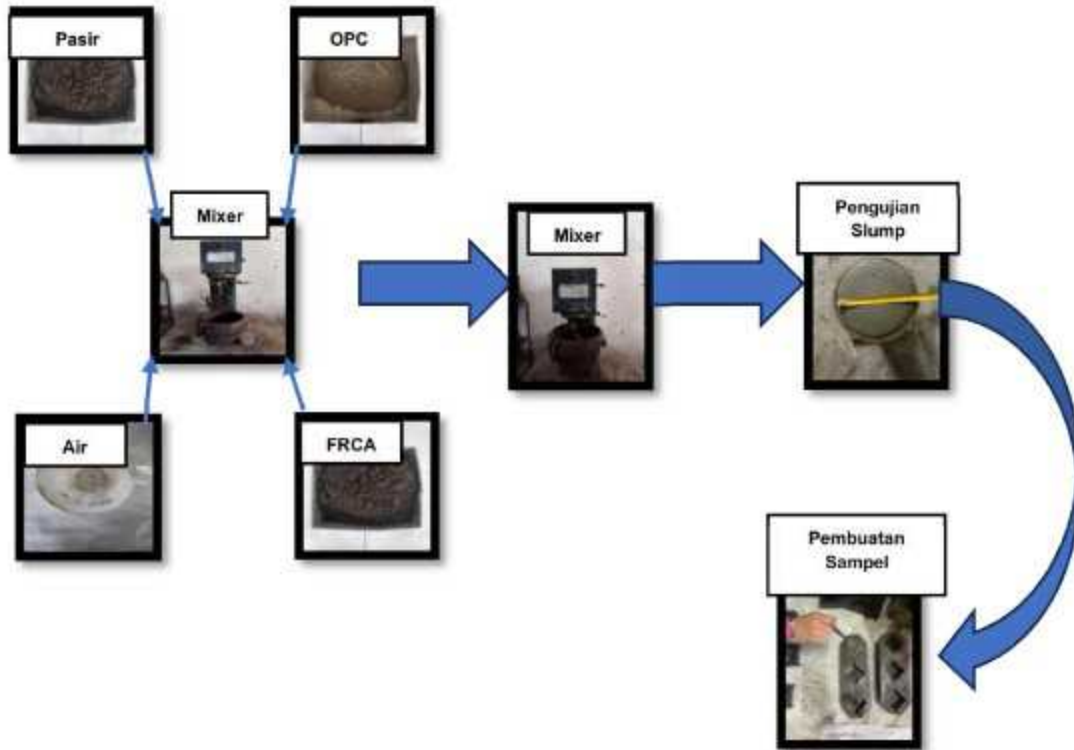 Pasir
OPC
Mixer
Mixer
Pengujian
Slump
Air
FRCA
Pembuatan
Sampel